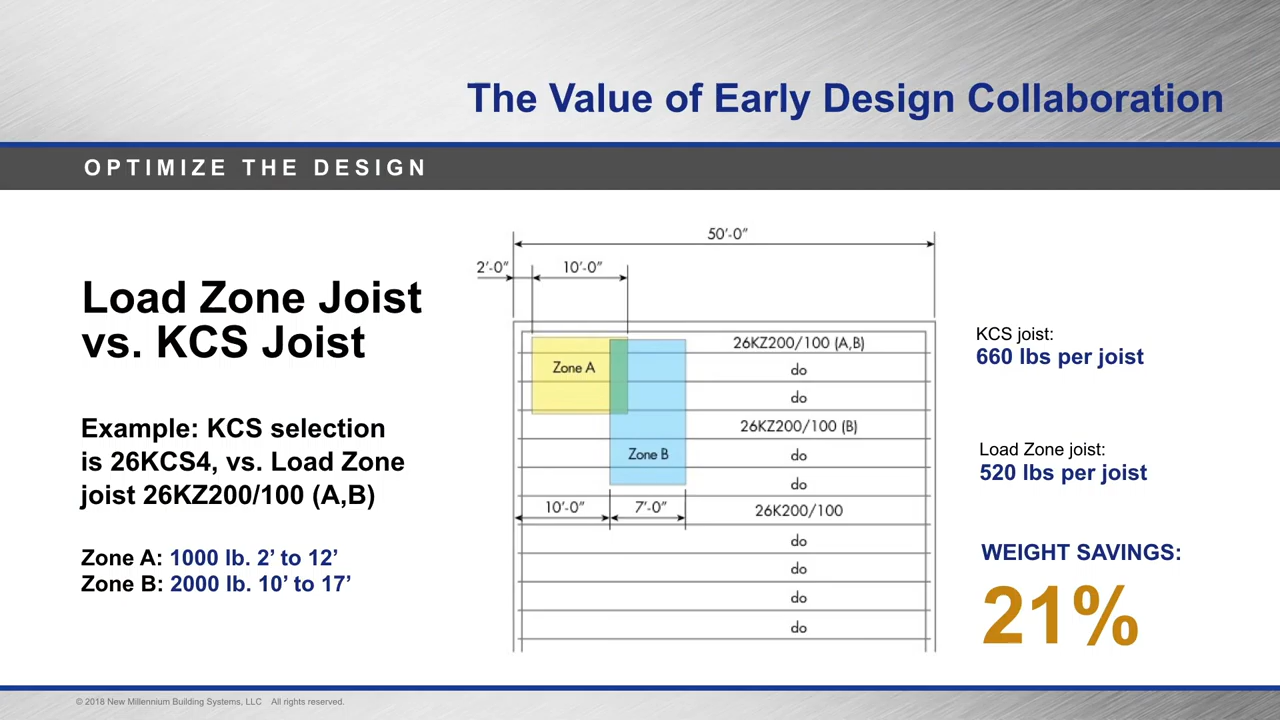 The Value of Early Design Collaboration
OPTIMIZE THE DESIGN
Load Zone Joist
vs. KCS Joist
Example: KCS selection
is 26KCS4, vs. Load Zone
joist 26KZ200/100 (A,B)
Zone A: 1000 lb. 2’ to 12’
Zone B: 2000 lb. 10’ to 17’
50’-0”
2’-0”
10’-0”
26KZ200/100 (A,B)
Zone A
do
do
26KZ200/100 (B)
Zone B
do
do
10’-0”
7’-0”
26K200/100
do
do
do
do
KCS joist:
660 lbs per joist
Load Zone joist:
520 lbs per joist
WEIGHT SAVINGS:
21%
© 2018 New Millennium Building Systems, LLC All rights reserved.